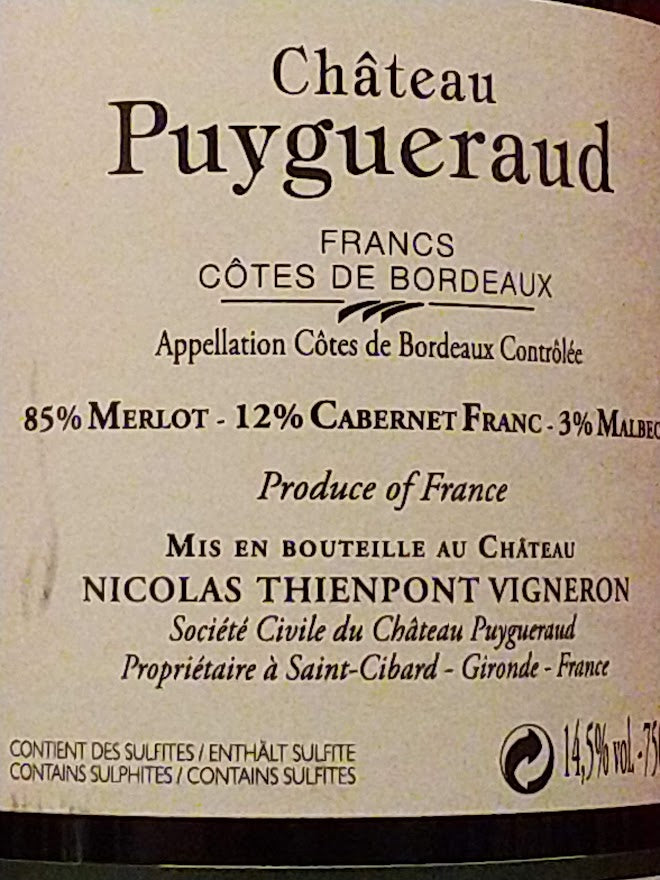 Château
Puygueraud
FRANCS
CÔTES DE BORDEAUX
Appellation Côtes de Bordeaux Contrôlée
85% MERLOT - 12% CABERNET FRANC - 3% MALBEC
Produce of France
MIS EN BOUTEILLE AU CHÂTEAU
NICOLAS THIENPONT VIGNERON
Société Civile du Château Puygueraud
Propriétaire à Saint-Cibard - Gironde - France
CONTIENT DES SULFITES / ENTHÄLT SULFITE
CONTAINS SULPHITES / CONTAINS SULFITES
14,5% vol. - 750